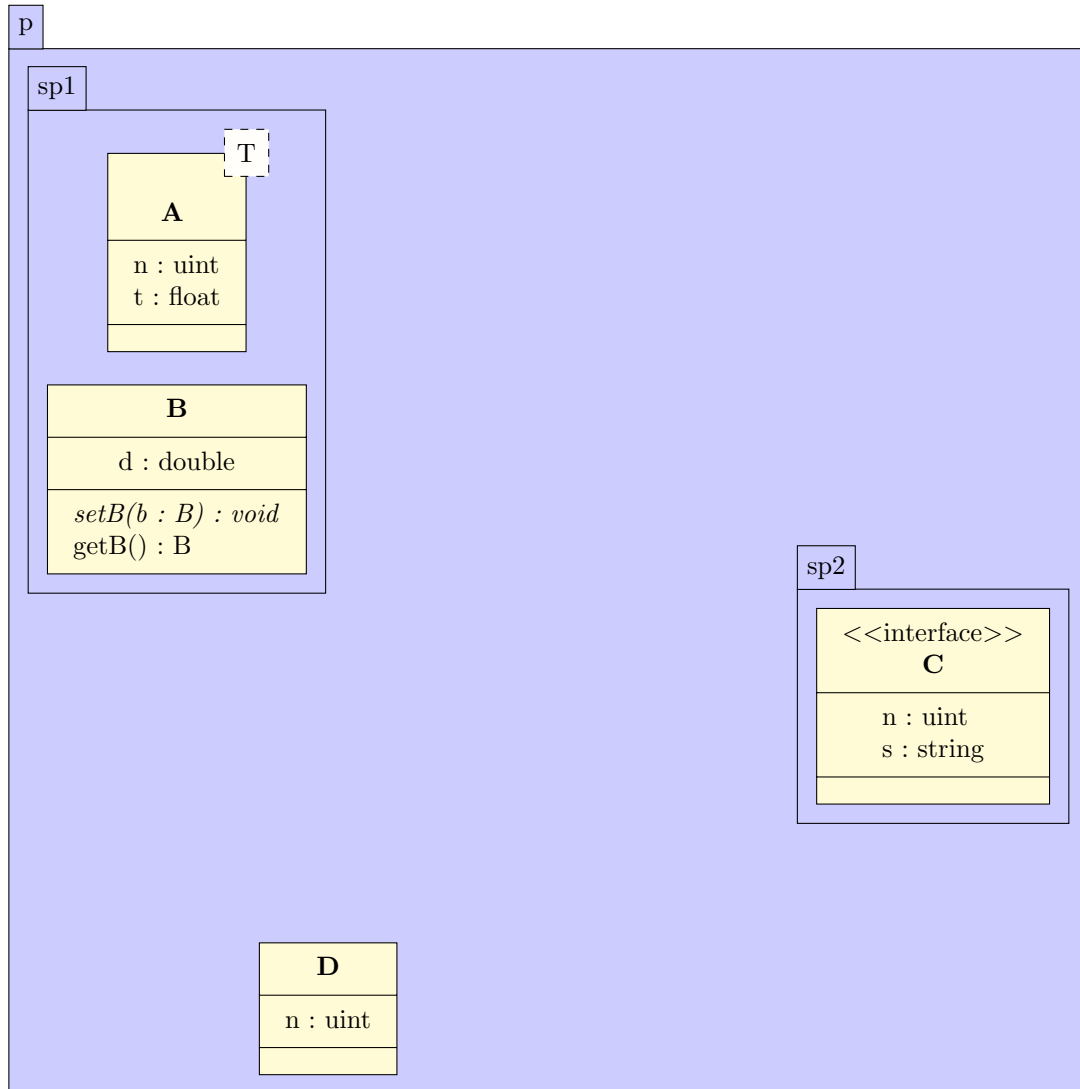 p
sp1
T
A
n : uint
t : float
B
d : double
setB(b : B) : void
getB() : B
sp2
<<interface>>
C
n : uint
s : string
D
n : uint